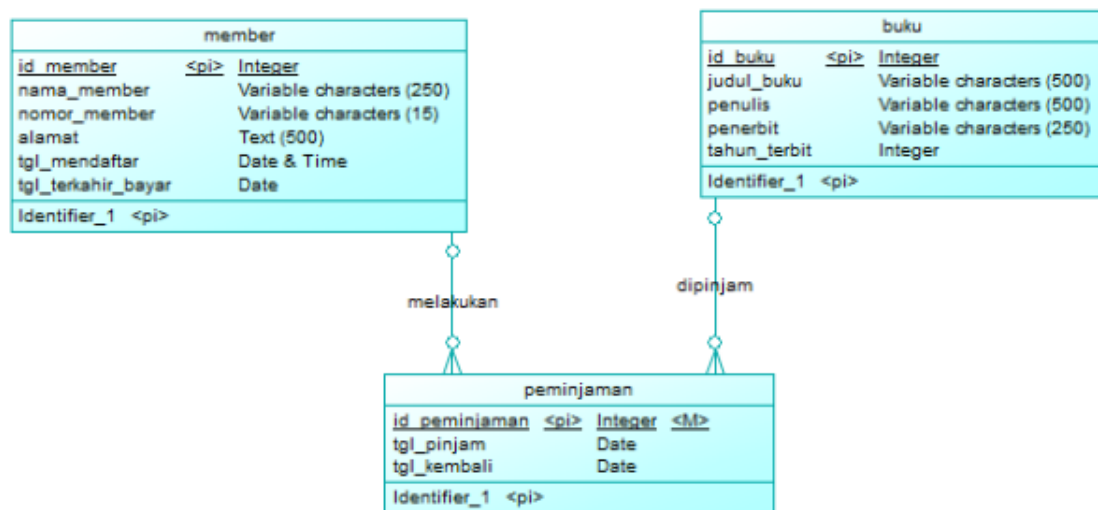 member
id_member <pi> Integer
nama_member Variable characters (250)
nomor_member Variable characters (15)
alamat Text (500)
tgl_mendaftar Date & Time
tgl_terkahir_bayar Date
Identifier_1 <pi>
buku
id_buku <pi> Integer
judul_buku Variable characters (500)
penulis Variable characters (500)
penerbit Variable characters (250)
tahun_terbit Integer
Identifier_1 <pi>
melakukan
dipinjam
peminjaman
id_peminjaman <pi> Integer <M>
tgl_pinjam Date
tgl_kembali Date
Identifier_1 <pi>